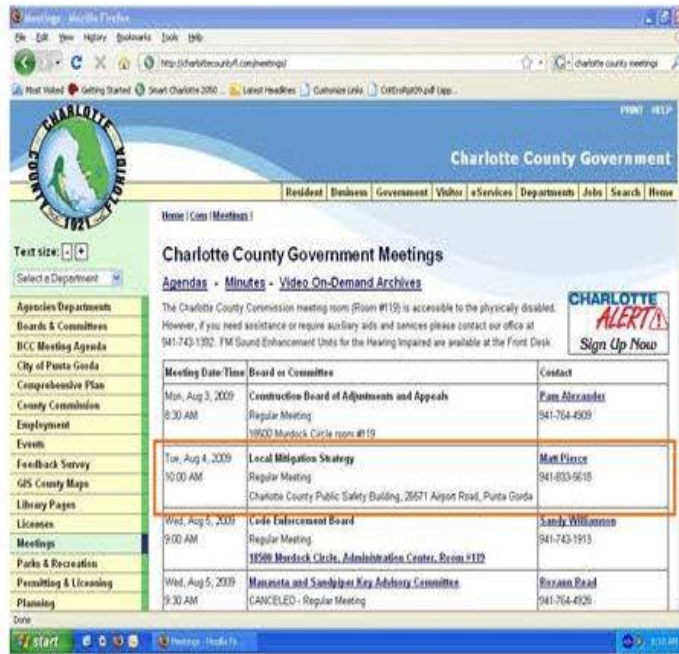 Meetings - Mozilla Firefox
File Edit View History Bookmarks Tools Help
http://charlottecountyfl.com/meetings/
charlotte county meetings
Most Visited Getting Started Smart Charlotte 2050 ... Latest Headlines Customize Links
PRINT HELP
CHARLOTTE COUNTY FLORIDA
1921
Charlotte County Government
Resident Business Government Visitor eServices Departments Jobs Search Home
Home | Com | Meetings |
Text size: - +
Select a Department
Agencies/Departments
Boards & Committees
BCC Meeting Agenda
City of Punta Gorda
Comprehensive Plan
County Commission
Employment
Events
Feedback Survey
GIS County Maps
Library Pages
Licenses
Meetings
Parks & Recreation
Permitting & Licensing
Planning
Charlotte County Government Meetings
Agendas - Minutes - Video On-Demand Archives
The Charlotte County Commission meeting room (Room #119) is accessible to the physically disabled.
However, if you need assistance or require auxiliary aids and services please contact our office at
941-743-1392. FM Sound Enhancement Units for the Hearing Impaired are available at the Front Desk.
CHARLOTTE
ALERT!
Sign Up Now
Meeting Date/Time Board or Committee Contact
Mon, Aug 3, 2009 Construction Board of Adjustments and Appeals Pam Alexander
8:30 AM Regular Meeting 941-764-4909
18500 Murdock Circle room #119
Tue, Aug 4, 2009 Local Mitigation Strategy Matt Pierce
10:00 AM Regular Meeting 941-833-5618
Charlotte County Public Safety Building, 26571 Airport Road, Punta Gorda
Wed, Aug 5, 2009 Code Enforcement Board Sandy Williamson
9:00 AM Regular Meeting 941-743-1913
18500 Murdock Circle, Administration Center, Room #119
Wed, Aug 5, 2009 Manasota and Sandpiper Key Advisory Committee Roxann Read
9:30 AM CANCELED - Regular Meeting 941-764-4928
Done
start
Meetings - Mozilla Fi...